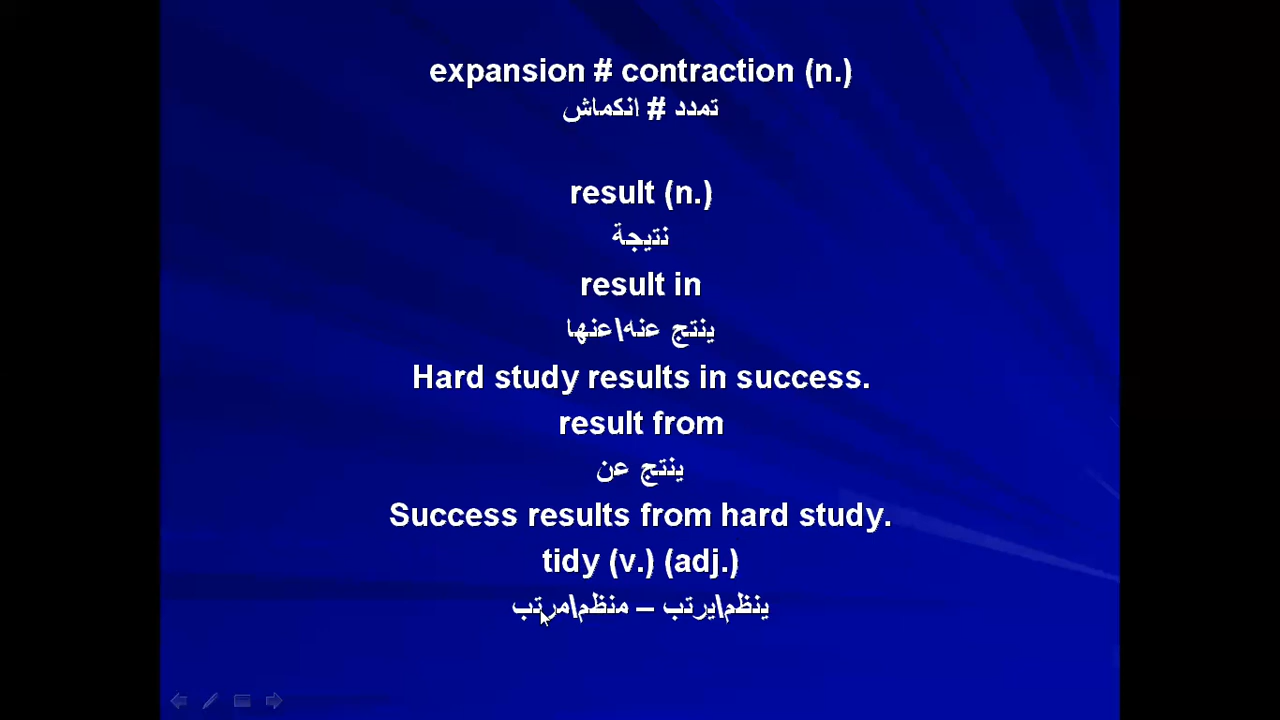 expansion # contraction (n.)
تمدد # انكماش
result (n.)
نتيجة
result in
ينتج عنه\عنها
Hard study results in success.
result from
ينتج عن
Success results from hard study.
tidy (v.) (adj.)
ينظم\يرتب – منظم\مرتب